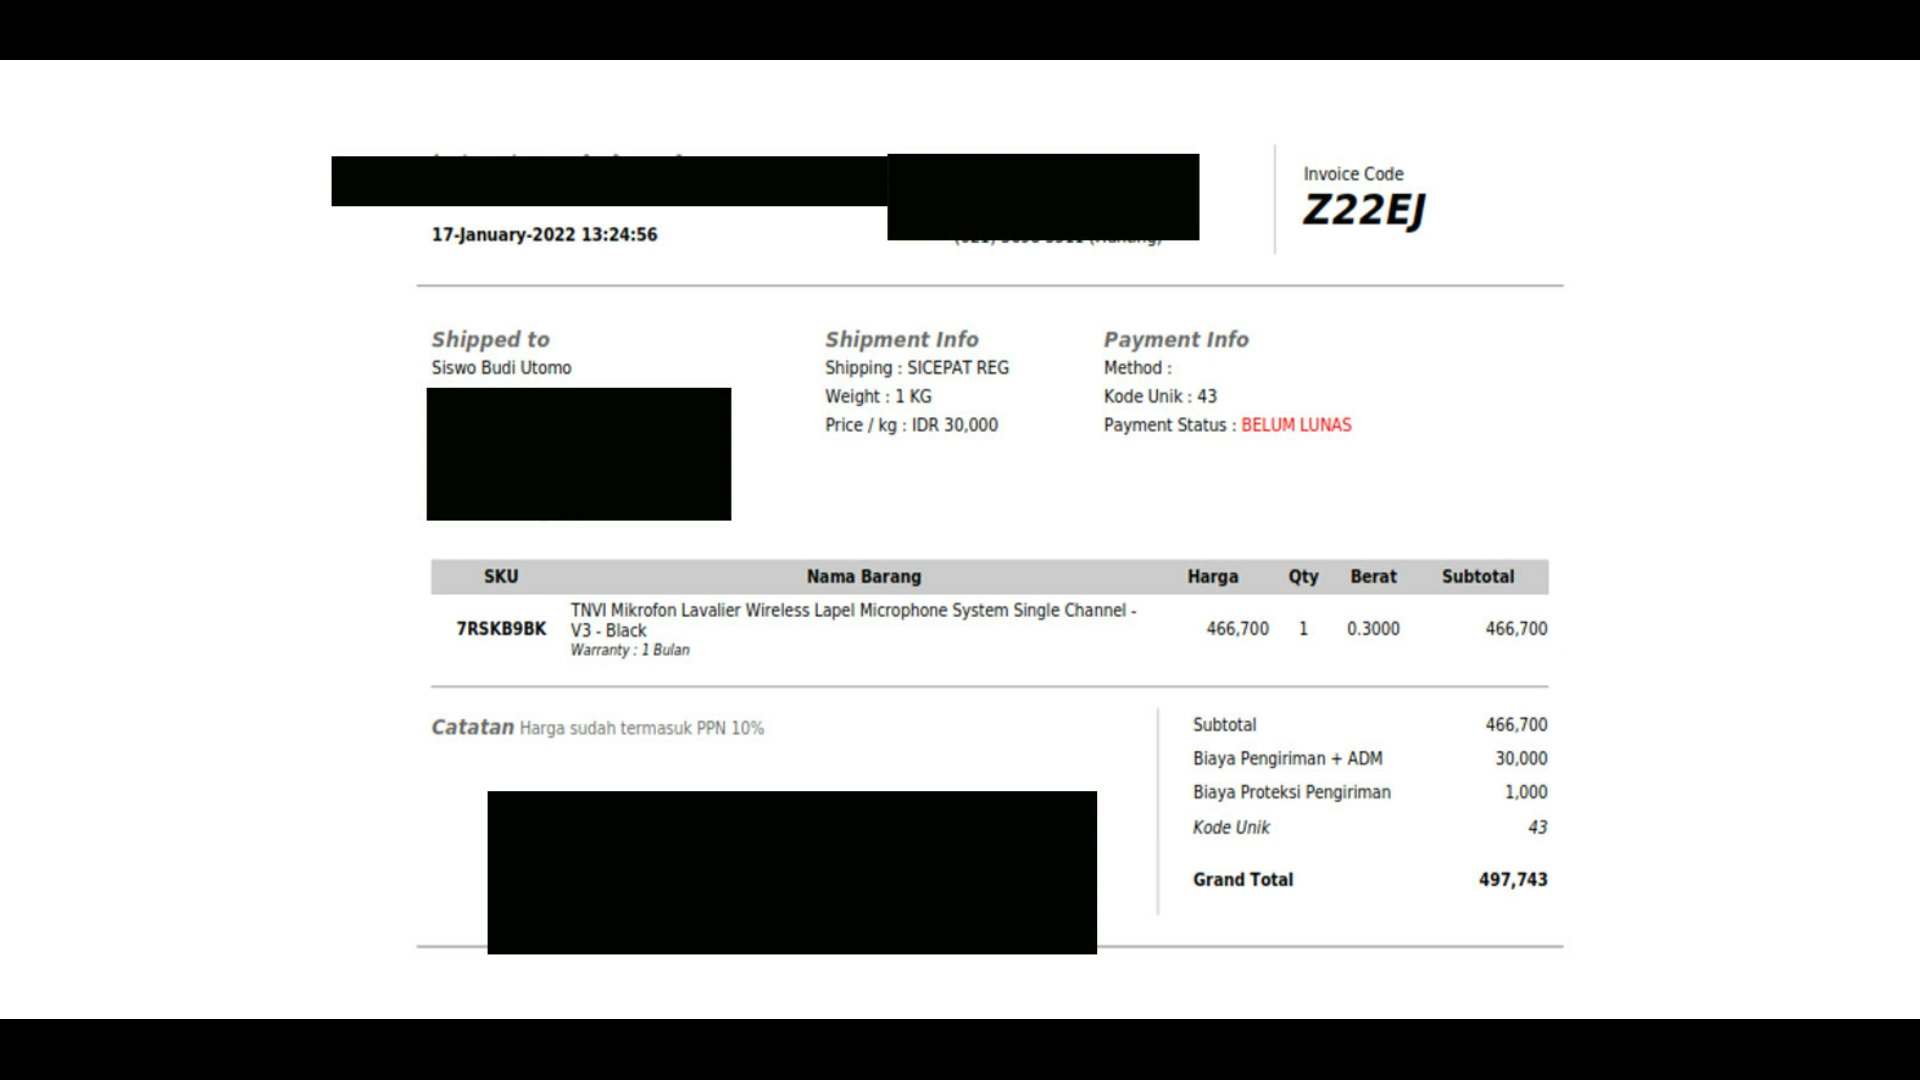 17-January-2022 13:24:56
Invoice Code
Z22EJ
Shipped to
Siswo Budi Utomo
Shipment Info
Shipping : SICEPAT REG
Weight : 1 KG
Price / kg : IDR 30,000
Payment Info
Method :
Kode Unik : 43
Payment Status : BELUM LUNAS
SKU Nama Barang Harga Qty Berat Subtotal
7RSKB9BK TNVI Mikrofon Lavalier Wireless Lapel Microphone System Single Channel - 466,700 1 0.3000 466,700
V3 - Black
Warranty : 1 Bulan
Catatan Harga sudah termasuk PPN 10%
Subtotal 466,700
Biaya Pengiriman + ADM 30,000
Biaya Proteksi Pengiriman 1,000
Kode Unik 43
Grand Total 497,743